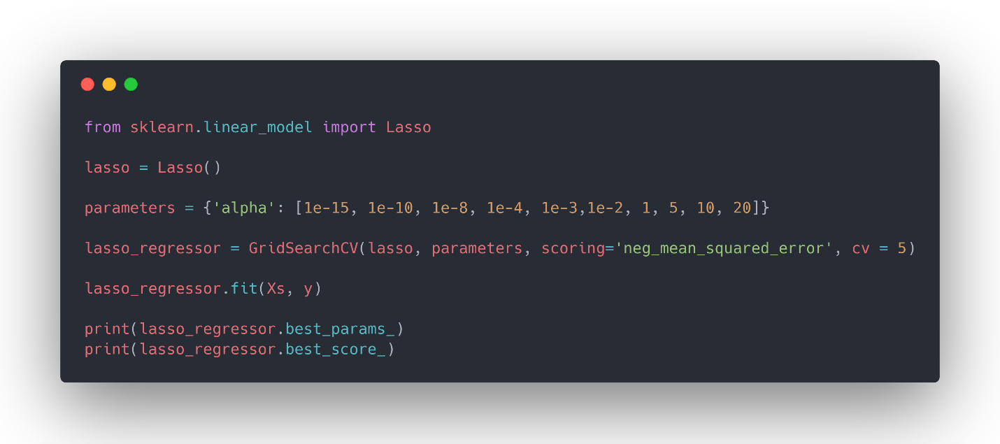 from sklearn.linear_model import Lasso
lasso = Lasso()
parameters = {'alpha': [1e-15, 1e-10, 1e-8, 1e-4, 1e-3,1e-2, 1, 5, 10, 20]}
lasso_regressor = GridSearchCV(lasso, parameters, scoring='neg_mean_squared_error', cv = 5)
lasso_regressor.fit(Xs, y)
print(lasso_regressor.best_params_)
print(lasso_regressor.best_score_)